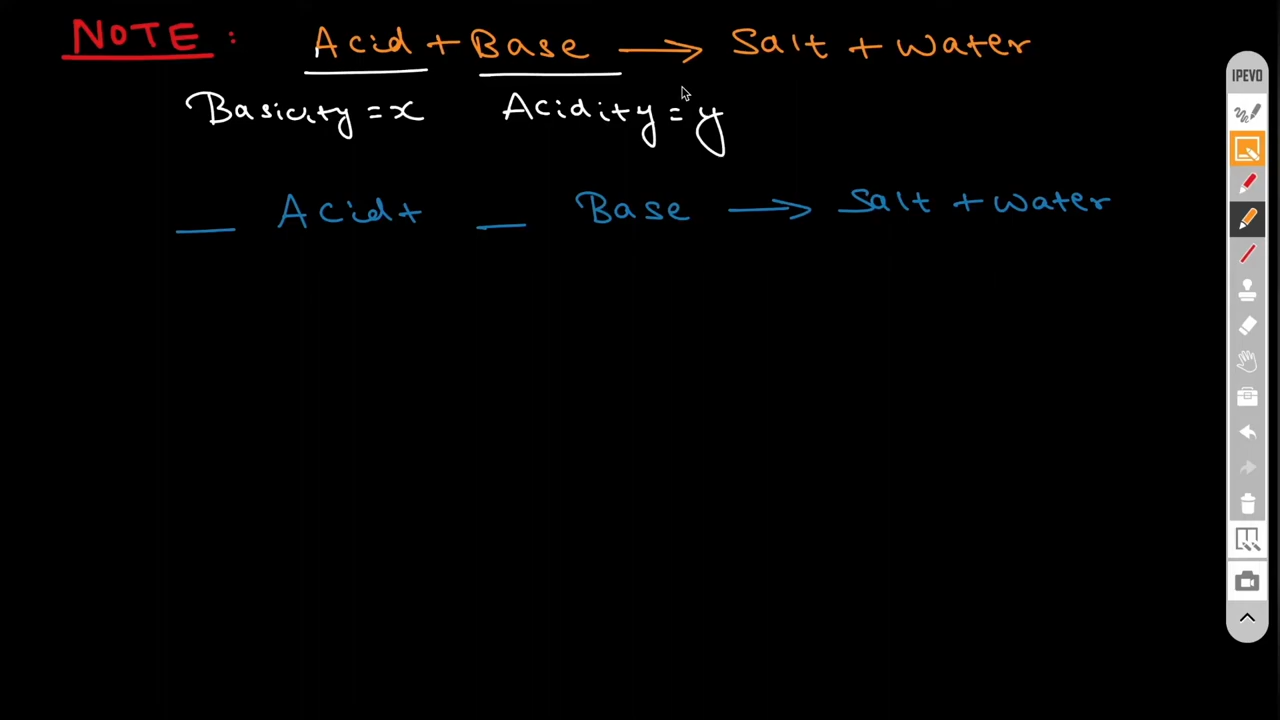 NOTE : Acid + Base → Salt + Water
Basicity = x Acidity = y
__ Acid + __ Base → Salt + Water
IPEVO